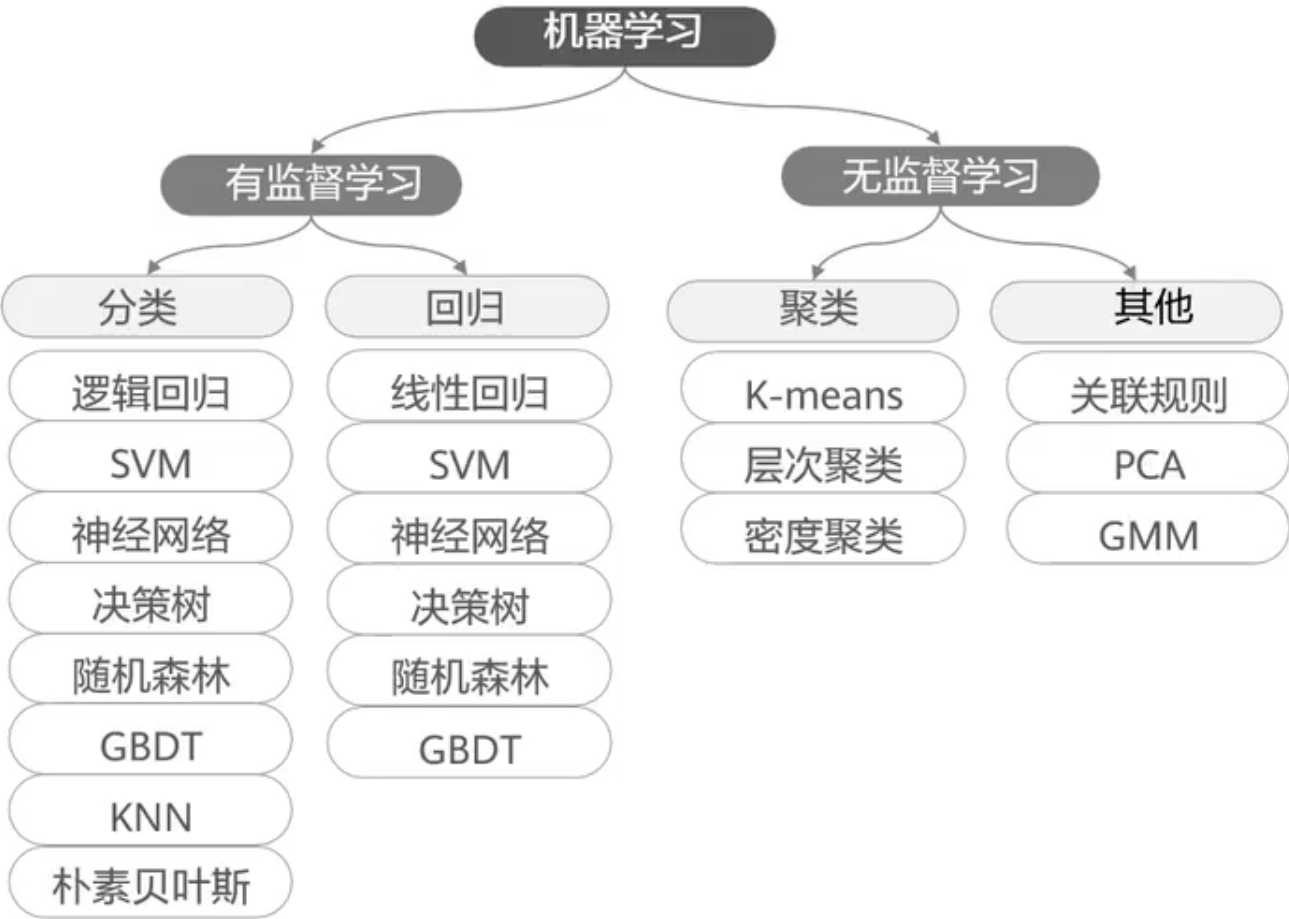 机器学习
有监督学习
无监督学习
分类
回归
聚类
其他
逻辑回归
SVM
神经网络
决策树
随机森林
GBDT
KNN
朴素贝叶斯
线性回归
SVM
神经网络
决策树
随机森林
GBDT
K-means
层次聚类
密度聚类
关联规则
PCA
GMM